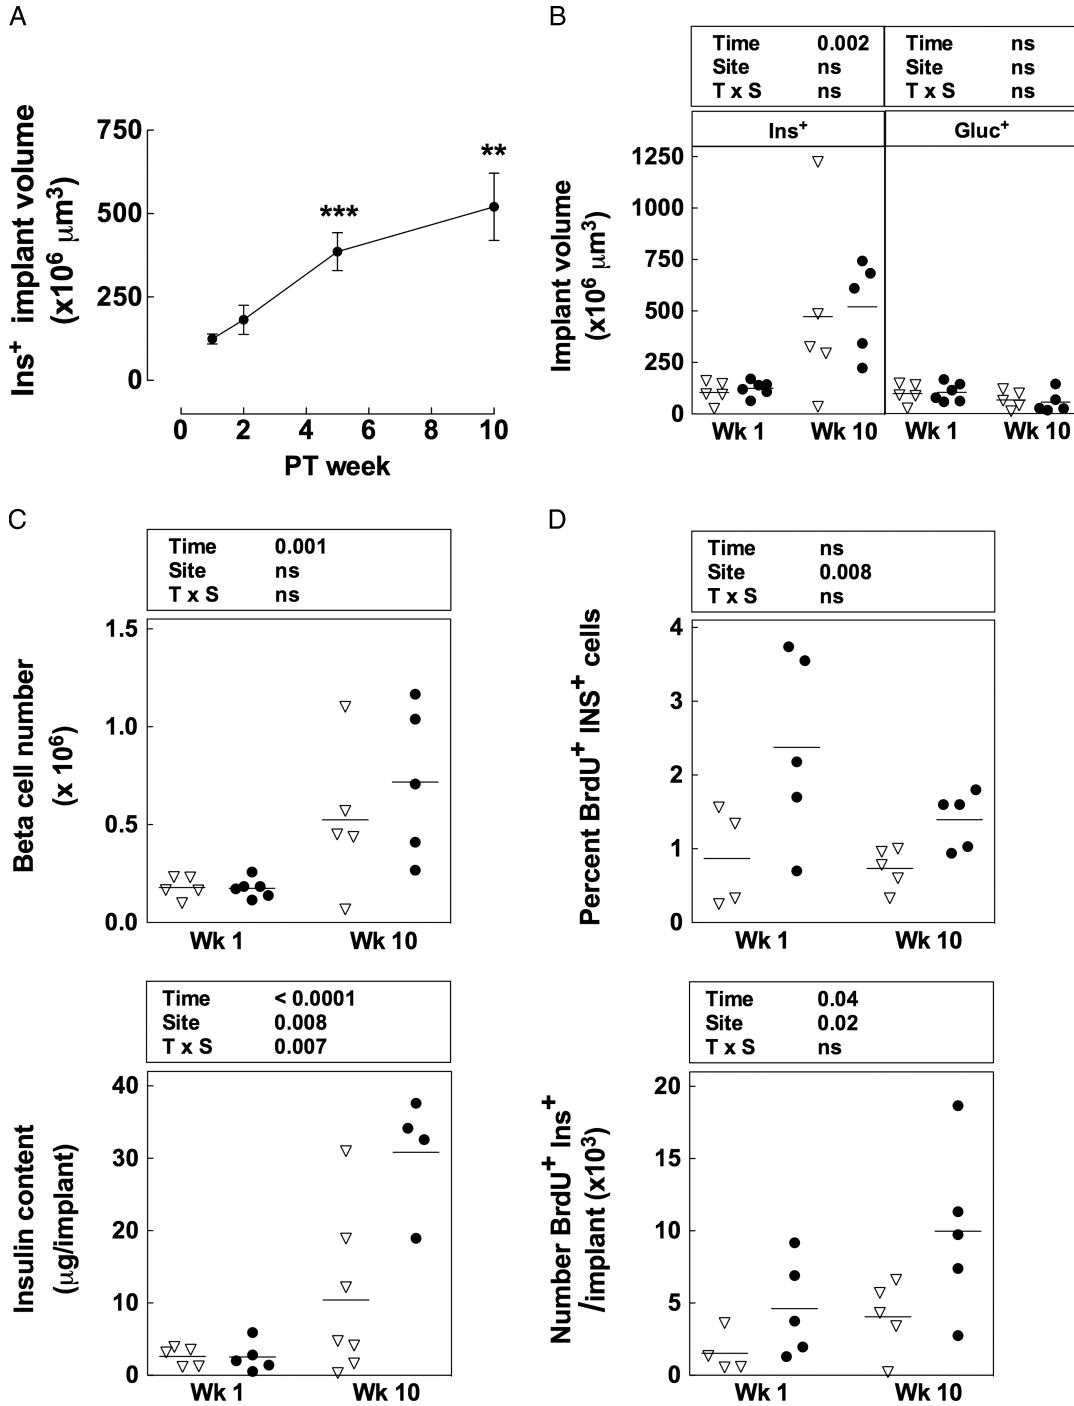 A
Ins+ implant volume
(x10⁶ μm³)
750
500
250
0
***
**
0 2 4 6 8 10
PT week
B
Time 0.002
Site ns
T x S ns
Time ns
Site ns
T x S ns
Ins+
Gluc+
Implant volume
(x10⁶ μm³)
1250
1000
750
500
250
0
Wk 1 Wk 10 Wk 1 Wk 10
C
Time 0.001
Site ns
T x S ns
Beta cell number
(x 10⁶)
1.5
1.0
0.5
0.0
Wk 1 Wk 10
Time < 0.0001
Site 0.008
T x S 0.007
Insulin content
(μg/implant)
40
30
20
10
0
Wk 1 Wk 10
D
Time ns
Site 0.008
T x S ns
Percent BrdU+ INS+ cells
4
3
2
1
0
Wk 1 Wk 10
Time 0.04
Site 0.02
T x S ns
Number BrdU+ Ins+
/implant (x10³)
20
15
10
5
0
Wk 1 Wk 10